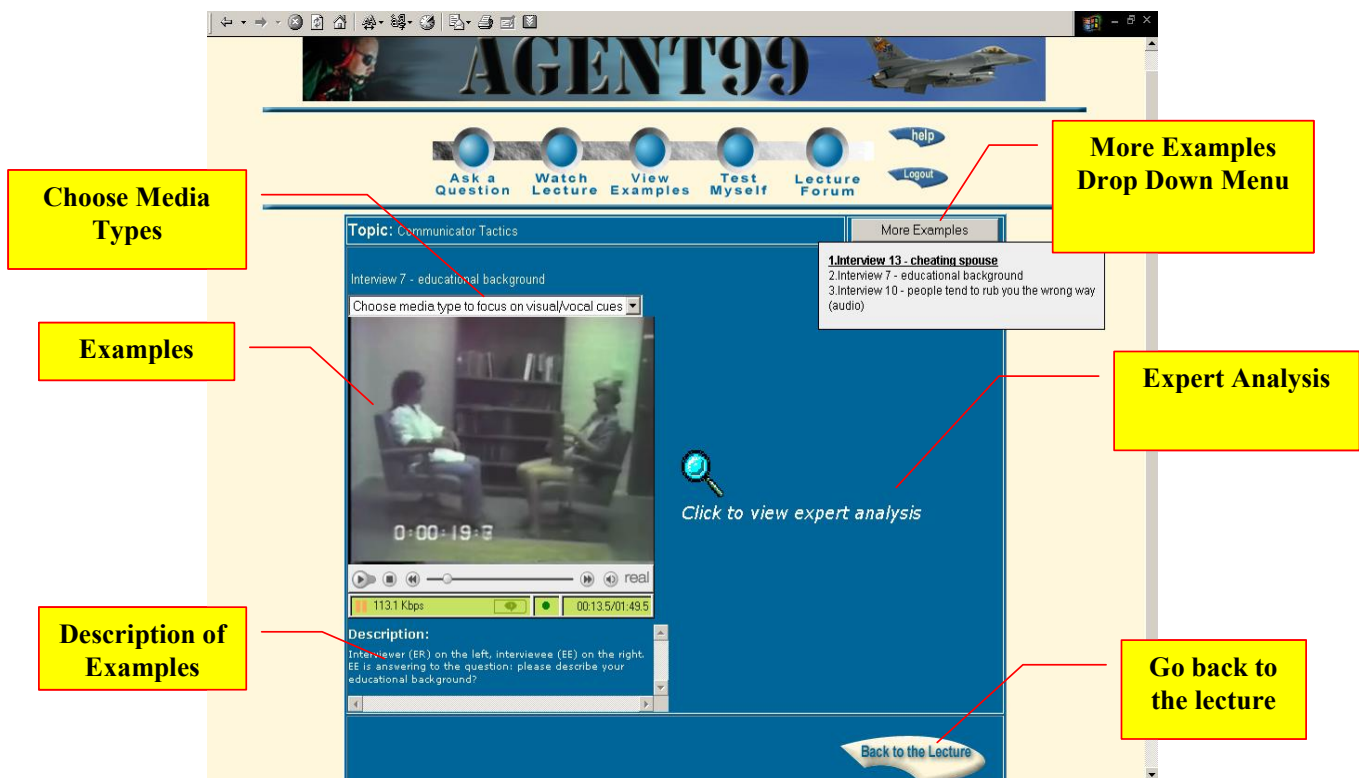 AGENT99
help
Logout
Ask a
Question
Watch
Lecture
View
Examples
Test
Myself
Lecture
Forum
More Examples
Drop Down Menu
Choose Media
Types
Topic: Communicator Tactics
More Examples
1.Interview 13 - cheating spouse
2.Interview 7 - educational background
3.Interview 10 - people tend to rub you the wrong way
(audio)
Interview 7 - educational background
Choose media type to focus on visual/vocal cues
Examples
Expert Analysis
Click to view expert analysis
0:00:19:3
real
113.1 Kbps
00:13.5/01:49.5
Description of
Examples
Description:
Interviewer (ER) on the left, interviewee (EE) on the right.
EE is answering to the question: please describe your
educational background?
Go back to
the lecture
Back to the Lecture